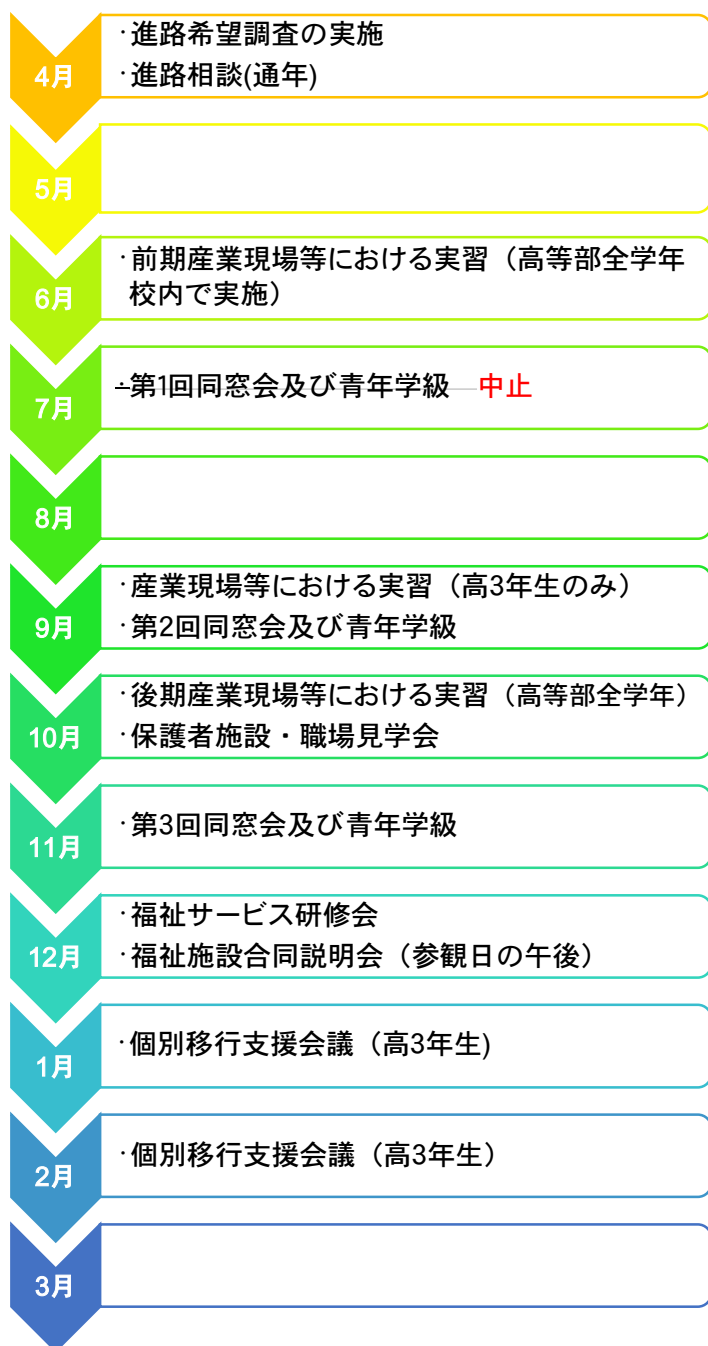 4月
·進路希望調査の実施
·進路相談(通年)
5月
6月
·前期産業現場等における実習（高等部全学年
校内で実施）
7月
·第1回同窓会及び青年学級　中止
8月
9月
·産業現場等における実習（高3年生のみ）
·第2回同窓会及び青年学級
10月
·後期産業現場等における実習（高等部全学年）
·保護者施設・職場見学会
11月
·第3回同窓会及び青年学級
12月
·福祉サービス研修会
·福祉施設合同説明会（参観日の午後）
1月
·個別移行支援会議（高3年生)
2月
·個別移行支援会議（高3年生）
3月